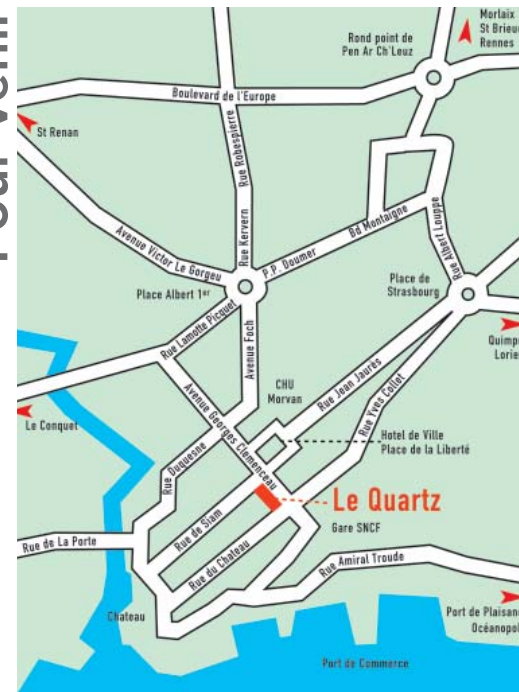 Morlaix
St Brieuc
Rennes
Rond point de
Pen Ar Ch'Leuz
Boulevard de l'Europe
St Renan
Rue Robespierre
Rue Kervern
Avenue Victor Le Gorgeu
P.P. Doumer
Bd Montaigne
Rue Albert Louppe
Place Albert 1er
Place de
Strasbourg
Rue Lamotte Picquet
Avenue Foch
Quimp
Lorie
CHU
Morvan
Rue Jean Jaurès
Rue Yves Collet
Avenue Georges Clemenceau
Le Conquet
Rue Duquesne
Hotel de Ville
Place de la Liberté
Le Quartz
Gare SNCF
Rue de Siam
Rue du Chateau
Rue de La Porte
Rue Amiral Troude
Chateau
Port de Plaisan
Océanopol
Port de Commerce